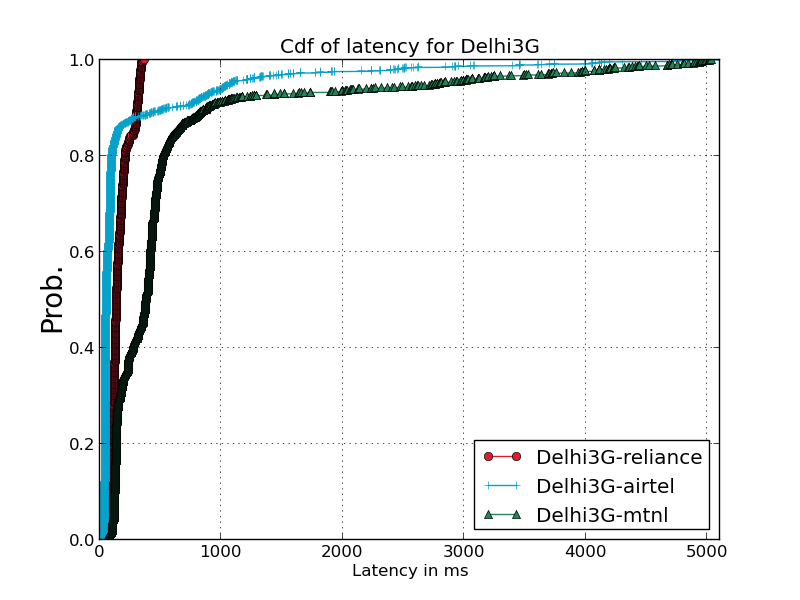 Cdf of latency for Delhi3G
1.0
0.8
0.6
0.4
0.2
0.0
Prob.
0 1000 2000 3000 4000 5000
Latency in ms
Delhi3G-reliance
Delhi3G-airtel
Delhi3G-mtnl